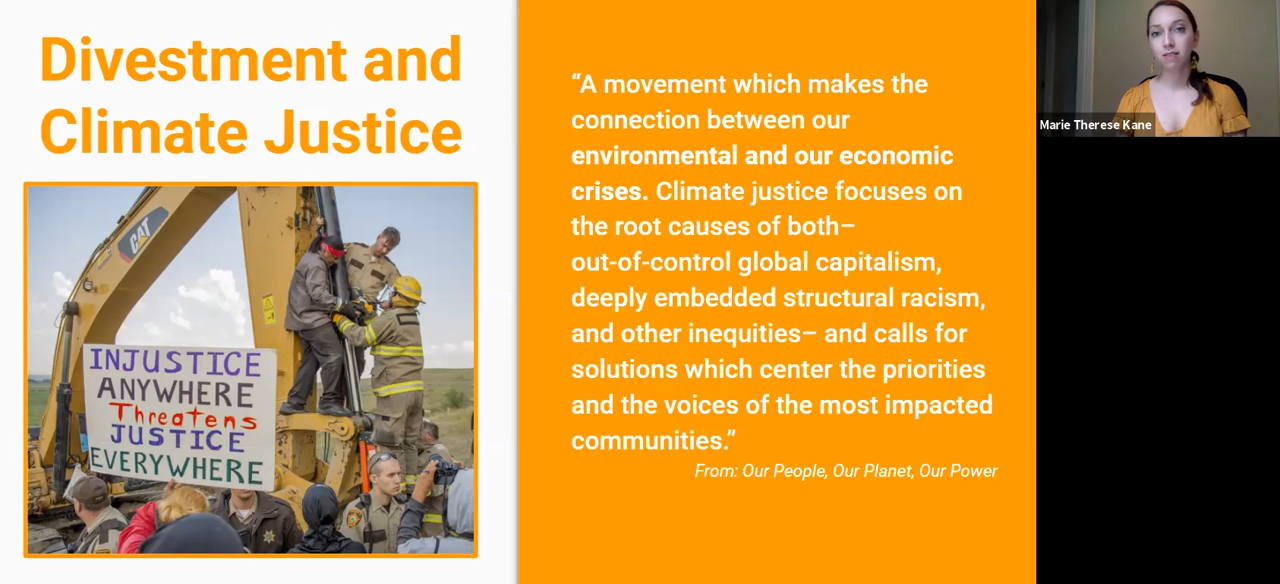 Divestment and
Climate Justice
CAT
INJUSTICE
ANYWHERE
Threatens
JUSTICE
EVERYWHERE
“A movement which makes the
connection between our
environmental and our economic
crises. Climate justice focuses on
the root causes of both–
out-of-control global capitalism,
deeply embedded structural racism,
and other inequities– and calls for
solutions which center the priorities
and the voices of the most impacted
communities.”
From: Our People, Our Planet, Our Power
Marie Therese Kane